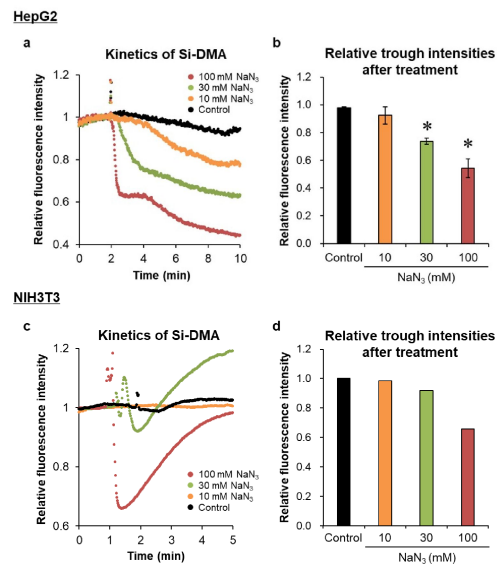 HepG2
a
Kinetics of Si-DMA
Relative fluorescence intensity
1.2
1
0.8
0.6
0.4
100 mM NaN₃
30 mM NaN₃
10 mM NaN₃
Control
0 2 4 6 8 10
Time (min)
b
Relative trough intensities
after treatment
Relative fluorescence intensity
1.2
1.0
0.8
0.6
0.4
0.2
0.0
* *
Control 10 30 100
NaN₃ (mM)
NIH3T3
c
Kinetics of Si-DMA
Relative fluorescence intensity
1.2
1
0.8
0.6
100 mM NaN₃
30 mM NaN₃
10 mM NaN₃
Control
0 1 2 3 4 5
Time (min)
d
Relative trough intensities
after treatment
Relative fluorescence intensity
1.2
1.0
0.8
0.6
0.4
0.2
0.0
Control 10 30 100
NaN₃ (mM)